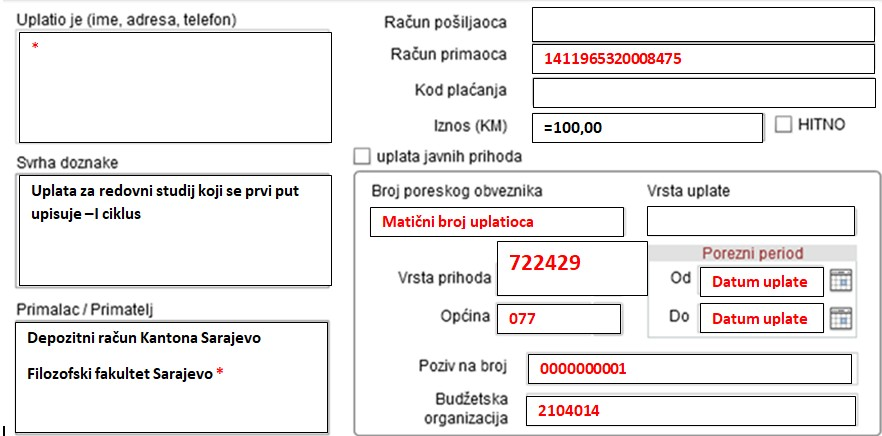 Uplatio je (ime, adresa, telefon)
*
Svrha doznake
Uplata za redovni studij koji se prvi put
upisuje –I ciklus
Primalac / Primatelj
Depozitni račun Kantona Sarajevo
Filozofski fakultet Sarajevo *
Račun pošiljaoca
Račun primaoca 1411965320008475
Kod plaćanja
Iznos (KM) =100,00 HITNO
uplata javnih prihoda
Broj poreskog obveznika Vrsta uplate
Matični broj uplatioca
Porezni period
Vrsta prihoda 722429 Od Datum uplate
Općina 077 Do Datum uplate
Poziv na broj 0000000001
Budžetska
organizacija 2104014